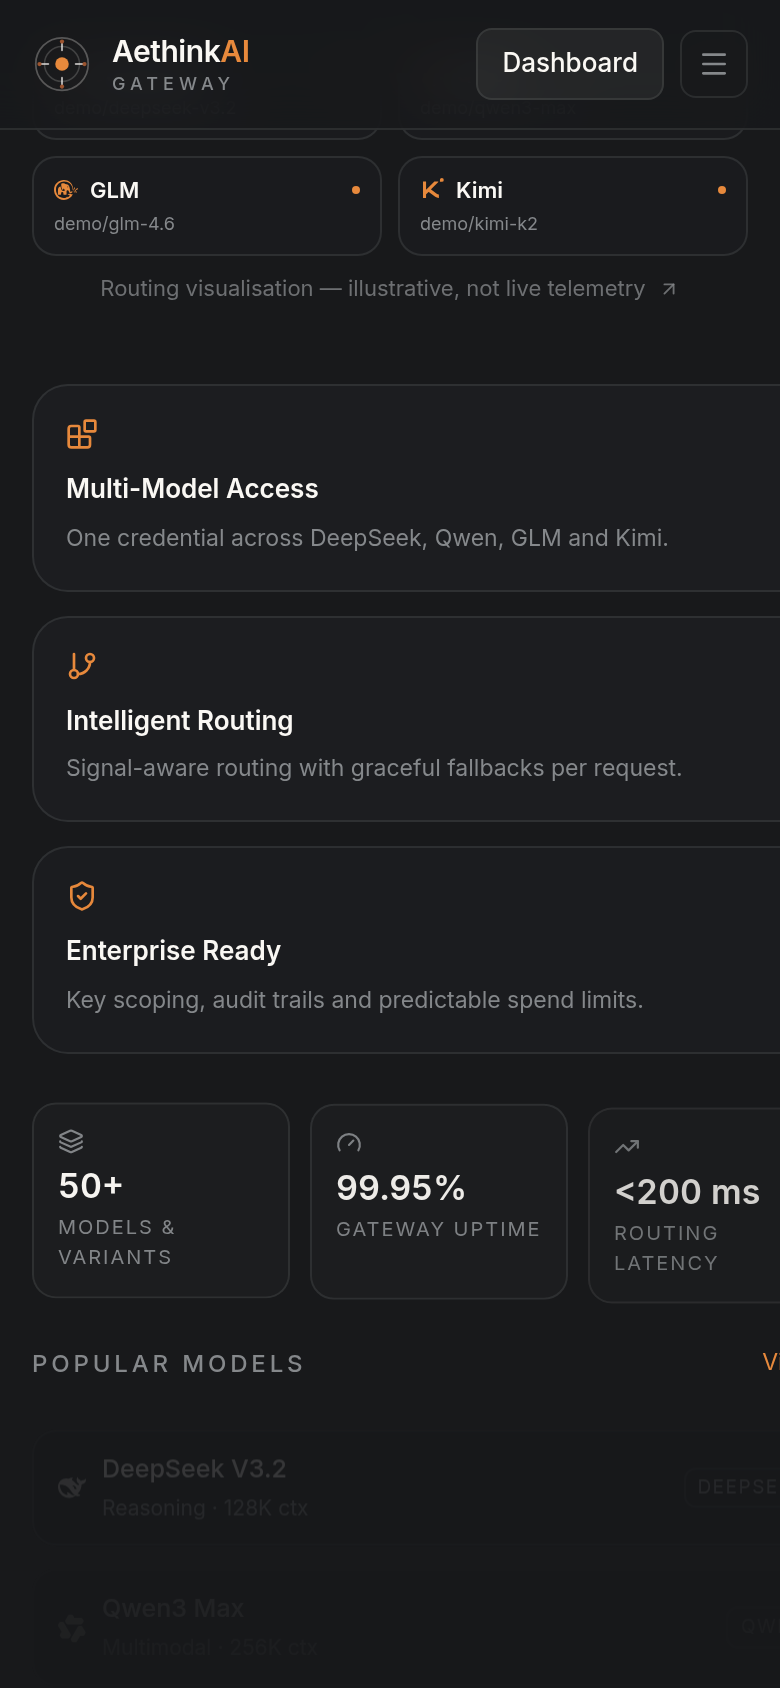 AethinkAI
GATEWAY
Dashboard
GLM
demo/glm-4.6
Kimi
demo/kimi-k2
Routing visualisation — illustrative, not live telemetry
Multi-Model Access
One credential across DeepSeek, Qwen, GLM and Kimi.
Intelligent Routing
Signal-aware routing with graceful fallbacks per request.
Enterprise Ready
Key scoping, audit trails and predictable spend limits.
50+
MODELS &
VARIANTS
99.95%
GATEWAY UPTIME
<200 ms
ROUTING
LATENCY
POPULAR MODELS
DeepSeek V3.2
Reasoning · 128K ctx
DEEPSE
Qwen3 Max
Multimodal · 256K ctx